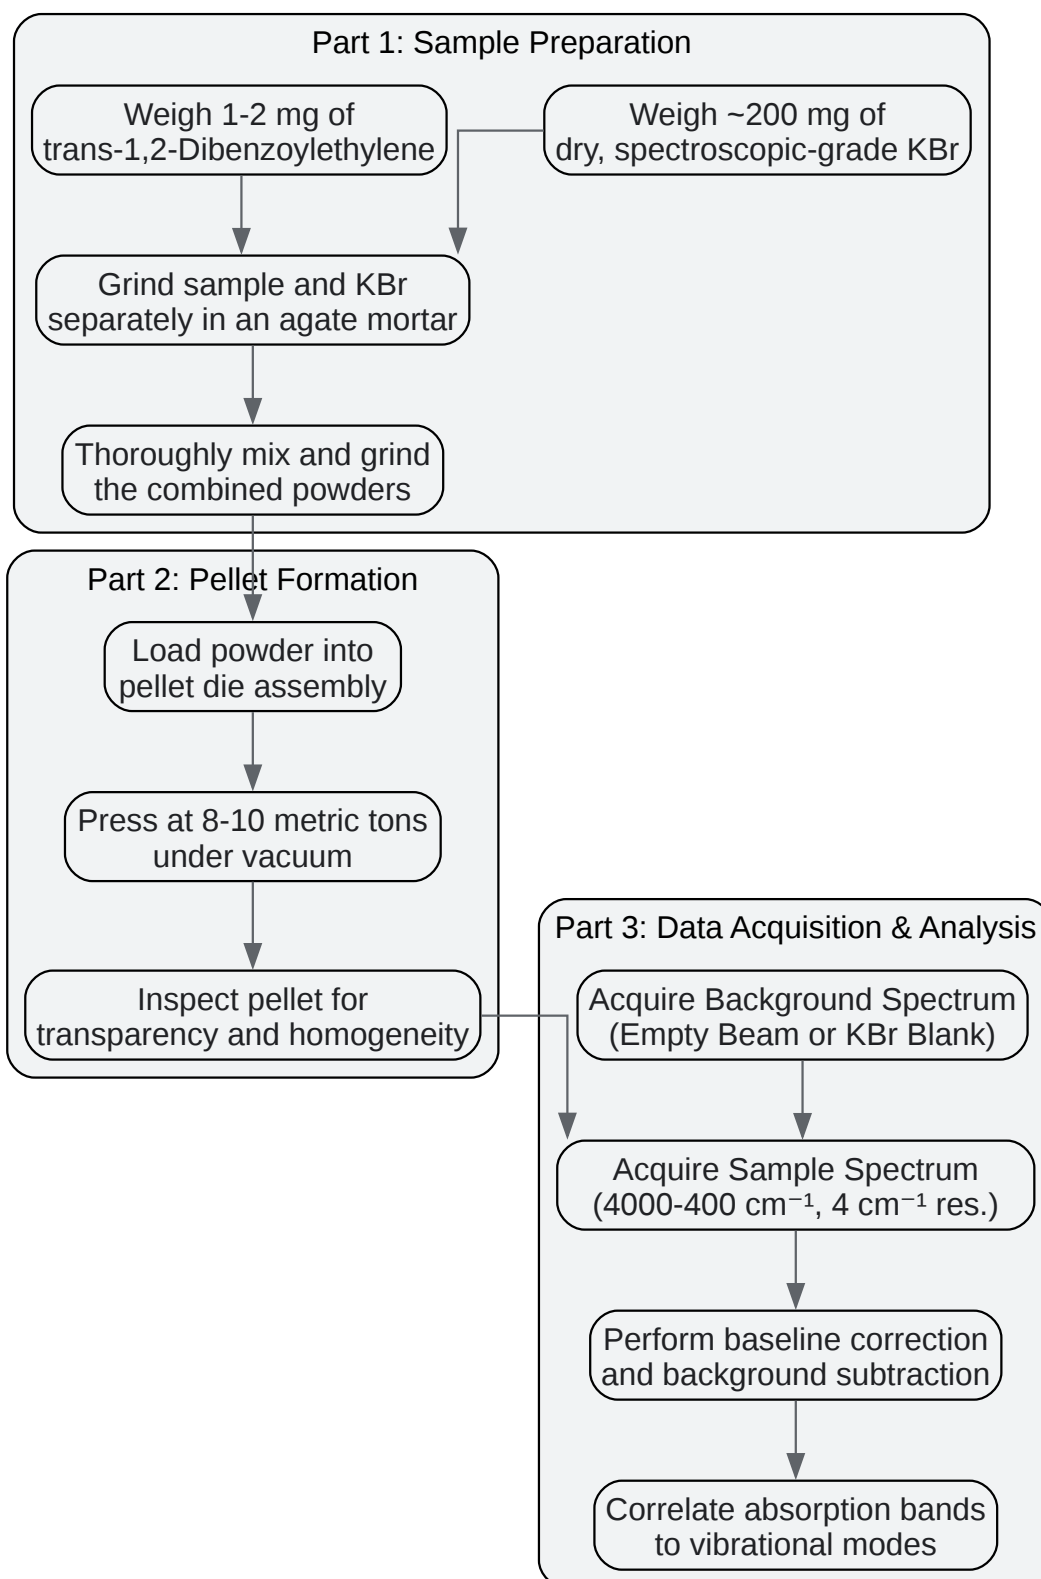 Part 1: Sample Preparation
Weigh 1-2 mg of
trans-1,2-Dibenzoylethylene
Weigh ~200 mg of
dry, spectroscopic-grade KBr
Grind sample and KBr
separately in an agate mortar
Thoroughly mix and grind
the combined powders
Part 2: Pellet Formation
Load powder into
pellet die assembly
Press at 8-10 metric tons
under vacuum
Inspect pellet for
transparency and homogeneity
Part 3: Data Acquisition & Analysis
Acquire Background Spectrum
(Empty Beam or KBr Blank)
Acquire Sample Spectrum
(4000-400 cm⁻¹, 4 cm⁻¹ res.)
Perform baseline correction
and background subtraction
Correlate absorption bands
to vibrational modes